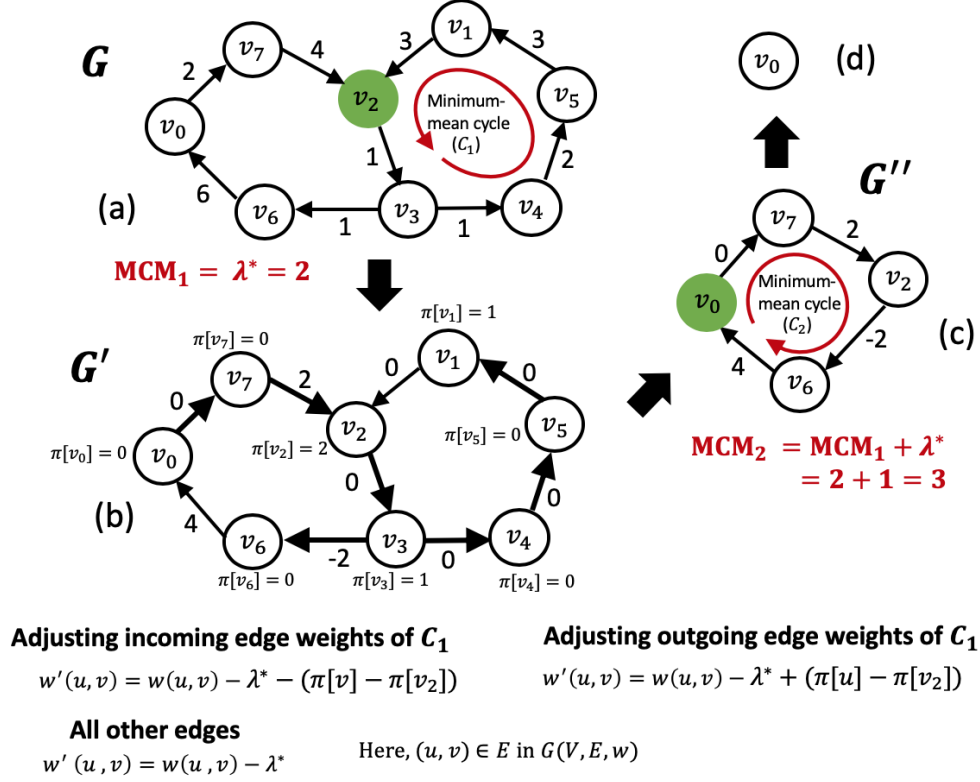 G
v₇
v₁
4
3
3
2
v₂
Minimum-
mean cycle
(C₁)
v₅
v₀
1
2
6
(a)
v₆
v₃
v₄
1
1
MCM₁ = λ* = 2
v₀
(d)
G′′
v₇
2
0
v₀
Minimum-
mean cycle
(C₂)
v₂
(c)
4
-2
v₆
MCM₂ = MCM₁ + λ*
= 2 + 1 = 3
G′
π[v₁] = 1
π[v₇] = 0
v₁
v₇
2
0
0
0
v₂
π[v₅] = 0
v₅
π[v₀] = 0
v₀
π[v₂] = 2
0
0
(b)
4
v₆
v₃
v₄
-2
0
π[v₆] = 0
π[v₃] = 1
π[v₄] = 0
Adjusting incoming edge weights of C₁
w′(u, v) = w(u, v) − λ* − (π[v] − π[v₂])
Adjusting outgoing edge weights of C₁
w′(u, v) = w(u, v) − λ* + (π[u] − π[v₂])
All other edges
w′ (u , v) = w(u , v) − λ*
Here, (u, v) ∈ E in G(V, E, w)